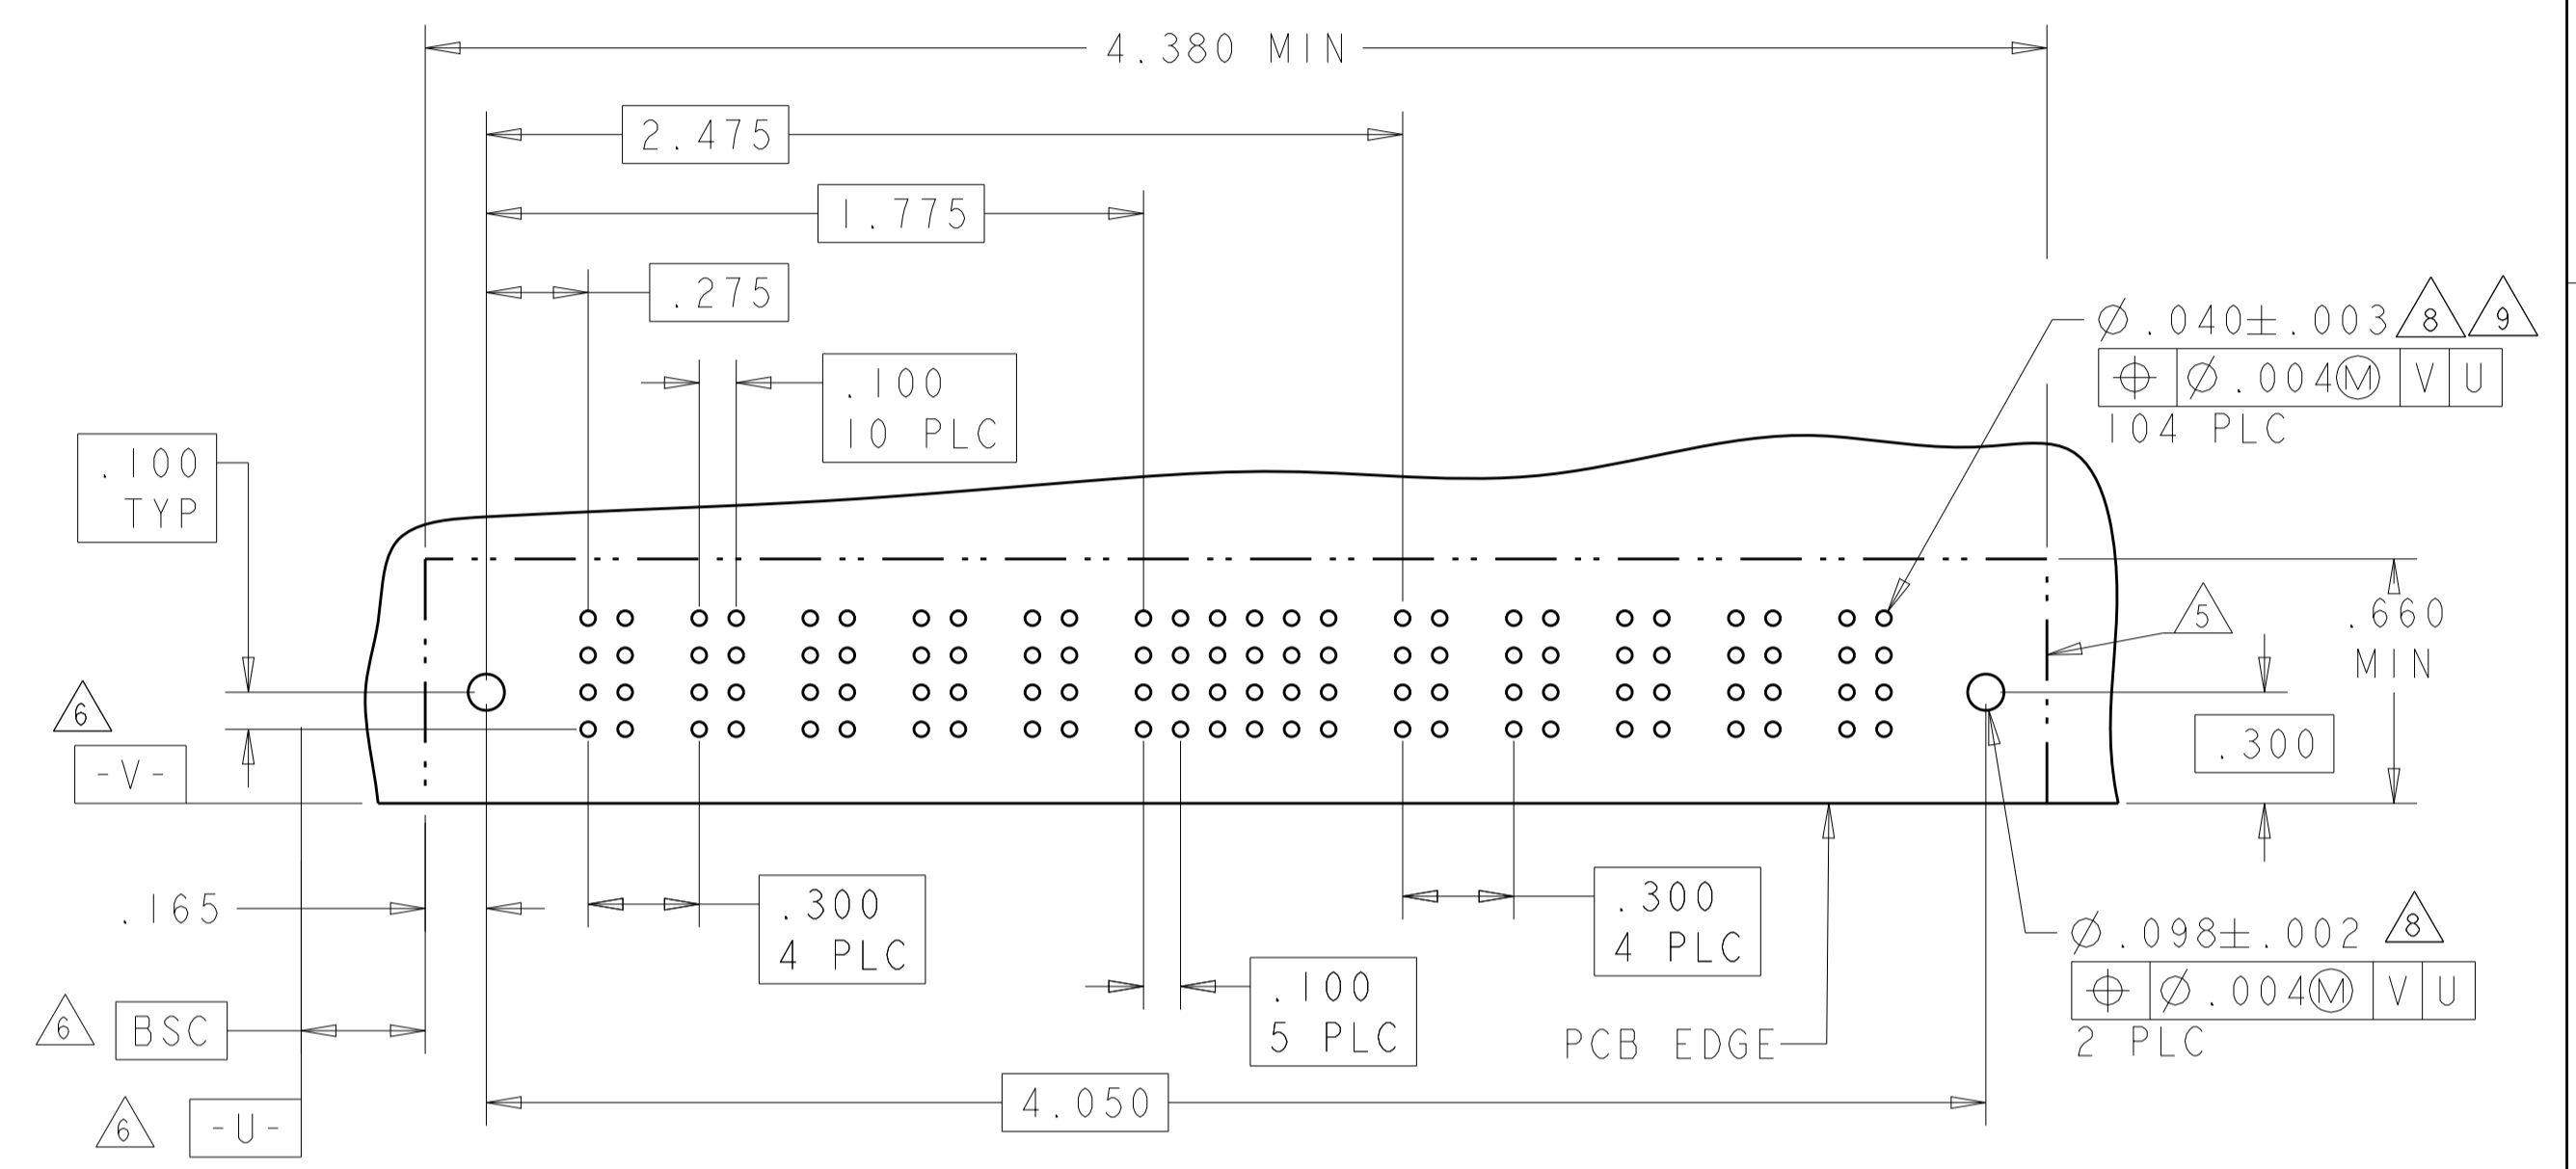 4.380 MIN
2.475
1.775
.275
.100
10 PLC
.100
TYP
⌀.040±.003 8 9
⌖ ⌀.004Ⓜ V U
104 PLC
5
.660
MIN
6
-V-
.300
.165
.300
4 PLC
.300
4 PLC
⌀.098±.002 8
⌖ ⌀.004Ⓜ V U
2 PLC
.100
5 PLC
PCB EDGE
6 BSC
4.050
6 -U-